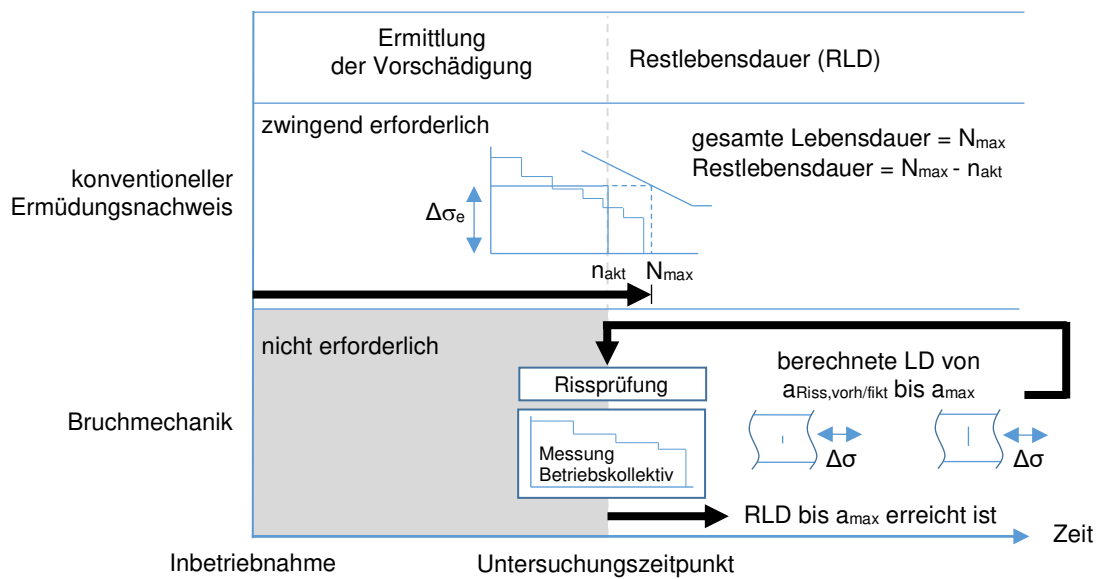 Ermittlung
der Vorschädigung
Restlebensdauer (RLD)
konventioneller
Ermüdungsnachweis
zwingend erforderlich
gesamte Lebensdauer = Nmax
Restlebensdauer = Nmax - nakt
Δσe
nakt
Nmax
Bruchmechanik
nicht erforderlich
Rissprüfung
Messung
Betriebskollektiv
berechnete LD von
aRiss,vorh/fikt bis amax
Δσ
Δσ
RLD bis amax erreicht ist
Zeit
Inbetriebnahme
Untersuchungszeitpunkt